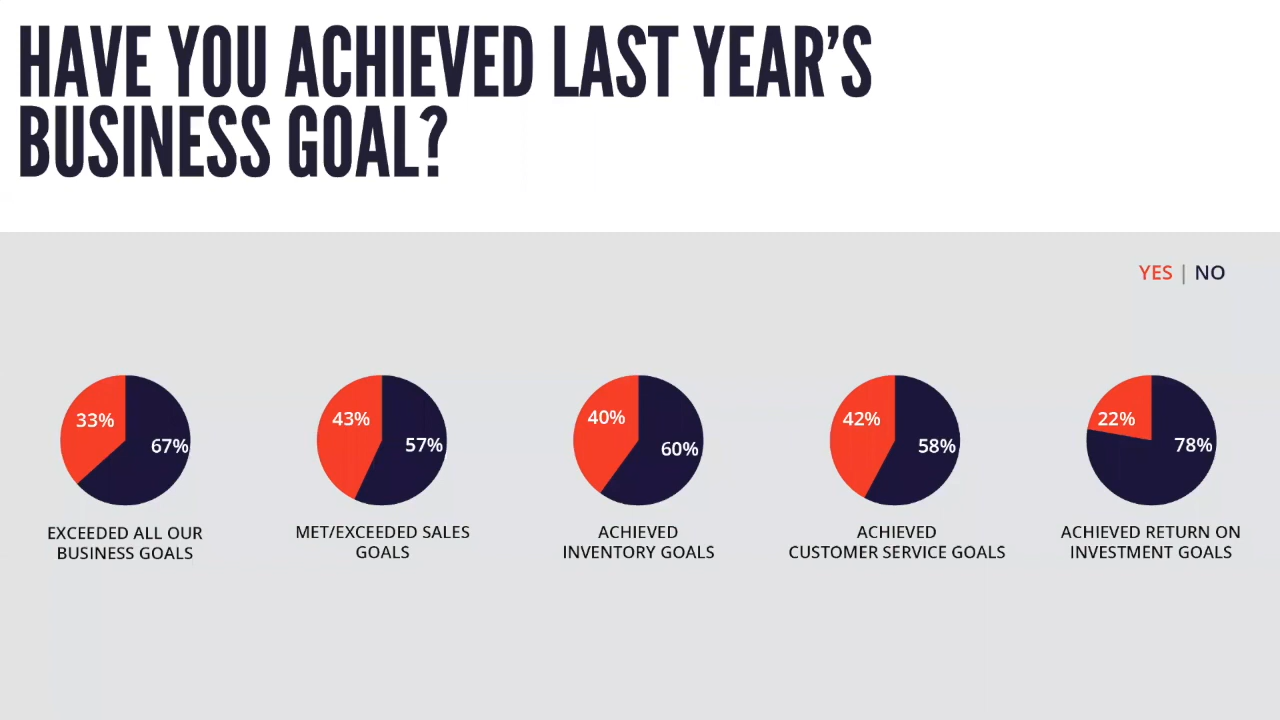 HAVE YOU ACHIEVED LAST YEAR’S
BUSINESS GOAL?
YES | NO
33%
67%
EXCEEDED ALL OUR
BUSINESS GOALS
43%
57%
MET/EXCEEDED SALES
GOALS
40%
60%
ACHIEVED
INVENTORY GOALS
42%
58%
ACHIEVED
CUSTOMER SERVICE GOALS
22%
78%
ACHIEVED RETURN ON
INVESTMENT GOALS